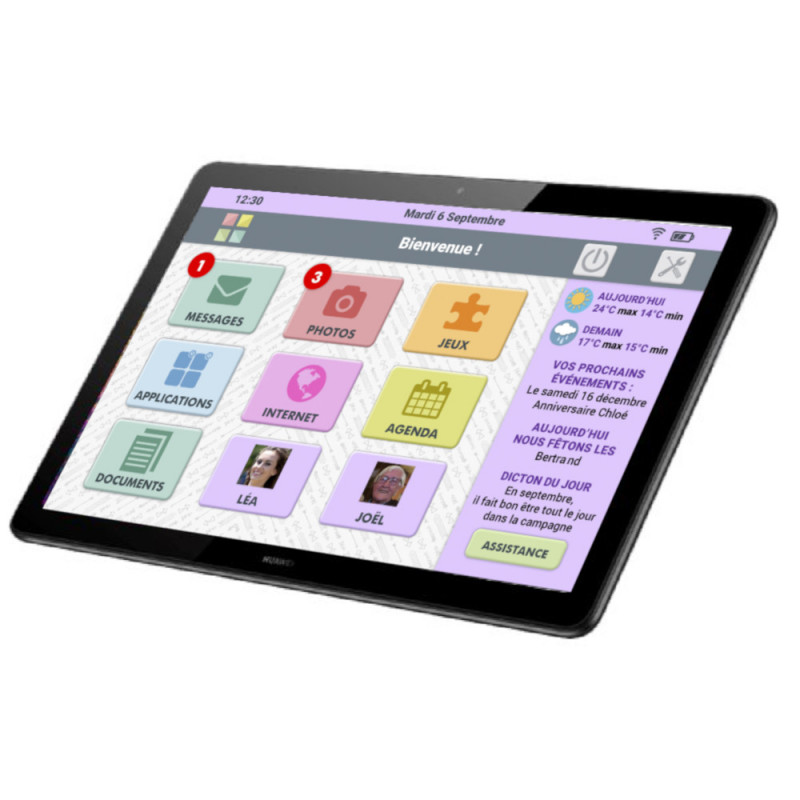 12:30
Mardi 6 Septembre
Bienvenue !
1
MESSAGES
3
PHOTOS
JEUX
APPLICATIONS
INTERNET
AGENDA
DOCUMENTS
LÉA
JOËL
AUJOURD'HUI
24°C max 14°C min
DEMAIN
17°C max 15°C min
VOS PROCHAINS
ÉVÉNEMENTS :
Le samedi 16 décembre
Anniversaire Chloé
AUJOURD'HUI
NOUS FÉTONS LES
Bertrand
DICTON DU JOUR
En septembre,
il fait bon être tout le jour
dans la campagne
ASSISTANCE
HUAWEI